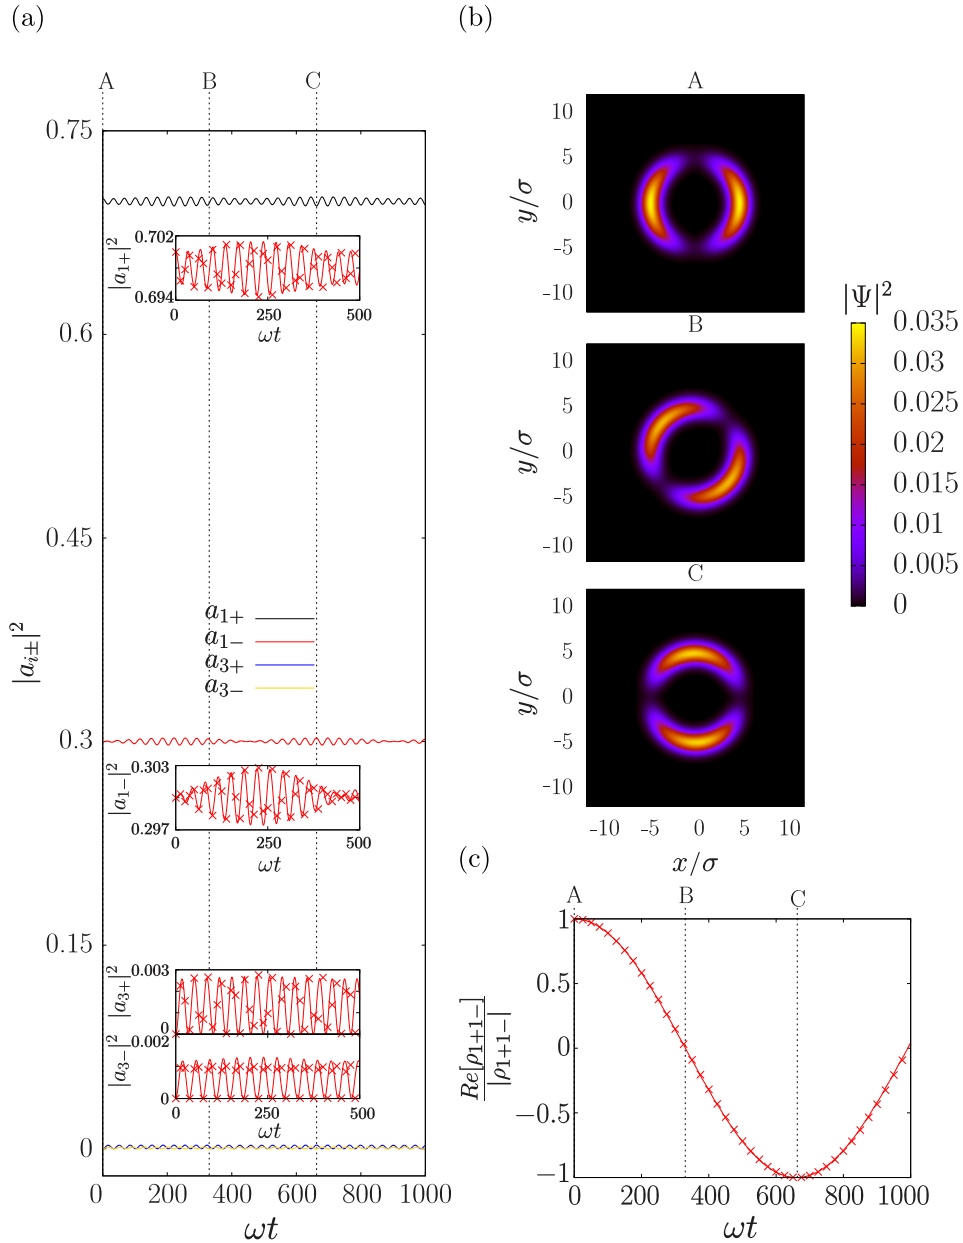 (a)
A B C
0.75
0.6
0.45
0.3
0.15
0
|a_{i±}|^2
0.702
0.694
|a_{1+}|^2
0 250 500
ωt
a_{1+}
a_{1−}
a_{3+}
a_{3−}
0.303
0.297
|a_{1−}|^2
0 250 500
ωt
0.003
0
|a_{3+}|^2
0.002
0
|a_{3−}|^2
0 250 500
ωt
0 200 400 600 800 1000
ωt
(b)
A
10
5
0
-5
-10
y/σ
B
10
5
0
-5
-10
y/σ
C
10
5
0
-5
-10
y/σ
-10 -5 0 5 10
x/σ
|Ψ|^2
0.035
0.03
0.025
0.02
0.015
0.01
0.005
0
(c)
A B C
1
0.5
0
−0.5
−1
Re[ρ_{1+1−}]
|ρ_{1+1−}|
0 200 400 600 800 1000
ωt